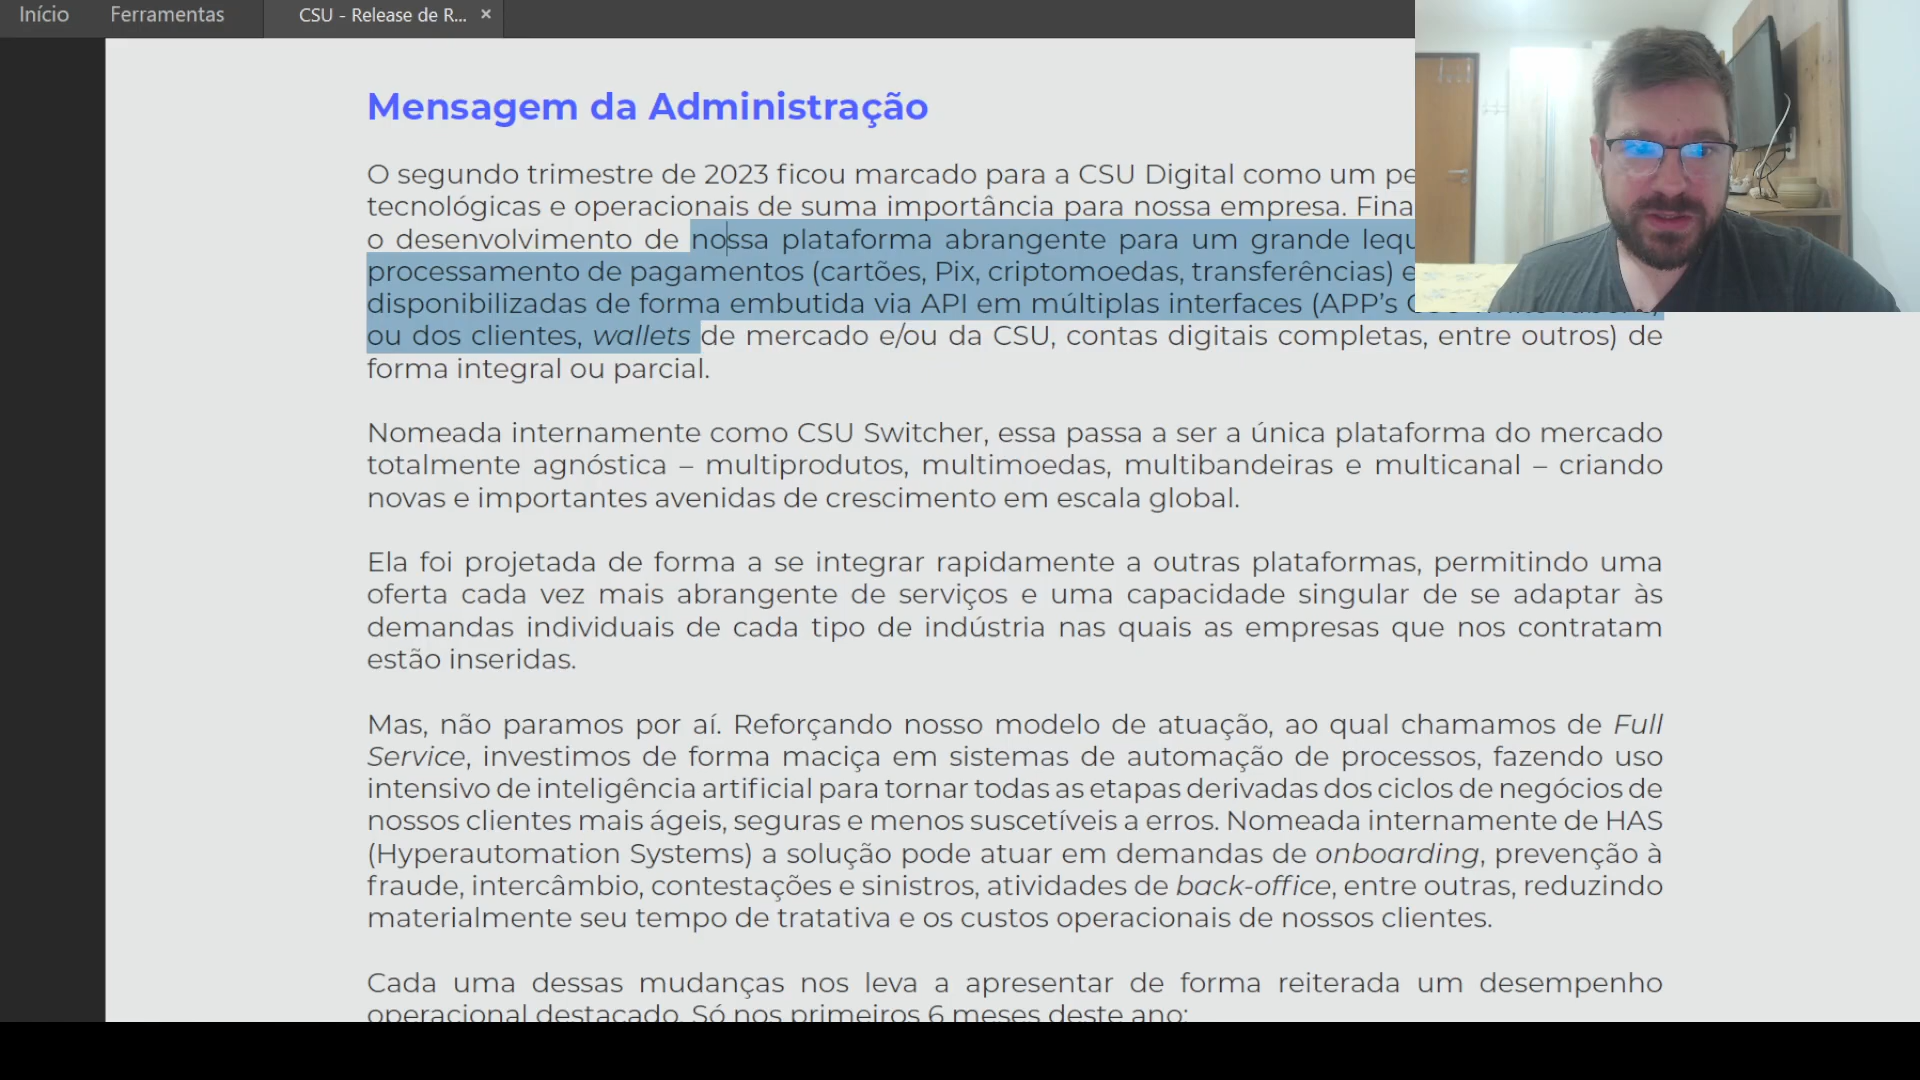 Início Ferramentas CSU - Release de R... ×
Mensagem da Administração
O segundo trimestre de 2023 ficou marcado para a CSU Digital como um
tecnológicas e operacionais de suma importância para nossa empresa.
o desenvolvimento de nossa plataforma abrangente para um grande
processamento de pagamentos (cartões, Pix, criptomoedas, transferências)
disponibilizadas de forma embutida via API em múltiplas interfaces (APP's
ou dos clientes, wallets de mercado e/ou da CSU, contas digitais completas, entre outros) de
forma integral ou parcial.
Nomeada internamente como CSU Switcher, essa passa a ser a única plataforma do mercado
totalmente agnóstica – multiprodutos, multimoedas, multibandeiras e multicanal – criando
novas e importantes avenidas de crescimento em escala global.
Ela foi projetada de forma a se integrar rapidamente a outras plataformas, permitindo uma
oferta cada vez mais abrangente de serviços e uma capacidade singular de se adaptar às
demandas individuais de cada tipo de indústria nas quais as empresas que nos contratam
estão inseridas.
Mas, não paramos por aí. Reforçando nosso modelo de atuação, ao qual chamamos de Full
Service, investimos de forma maciça em sistemas de automação de processos, fazendo uso
intensivo de inteligência artificial para tornar todas as etapas derivadas dos ciclos de negócios de
nossos clientes mais ágeis, seguras e menos suscetíveis a erros. Nomeada internamente de HAS
(Hyperautomation Systems) a solução pode atuar em demandas de onboarding, prevenção à
fraude, intercâmbio, contestações e sinistros, atividades de back-office, entre outras, reduzindo
materialmente seu tempo de tratativa e os custos operacionais de nossos clientes.
Cada uma dessas mudanças nos leva a apresentar de forma reiterada um desempenho
operacional destacado. Só nos primeiros 6 meses deste ano: